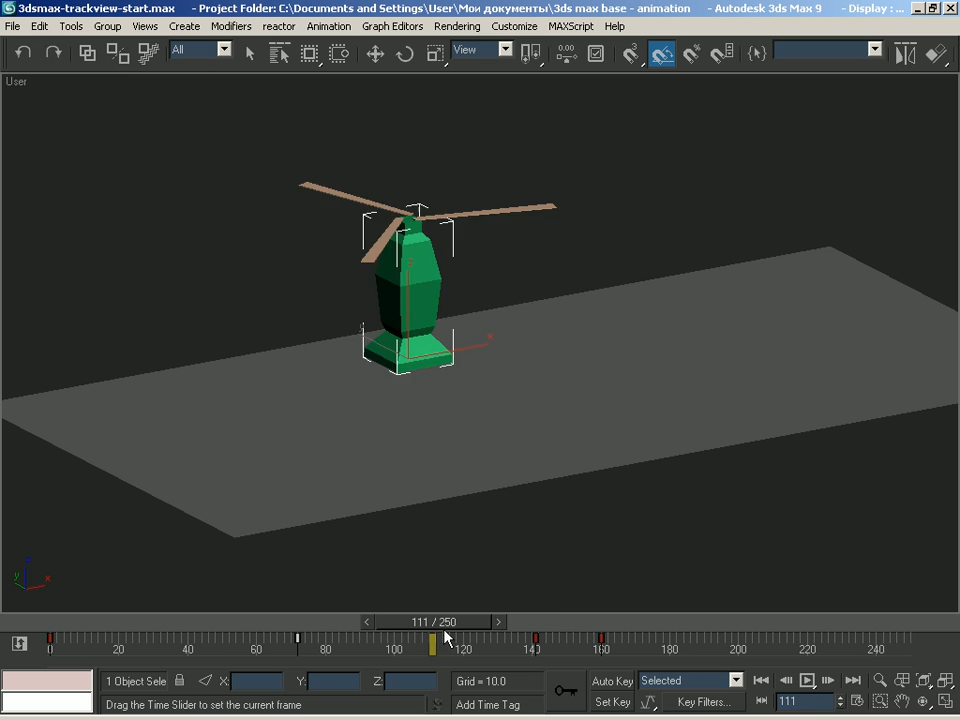 3dsmax-trackview-start.max - Project Folder: C:\Documents and Settings\User\Мои документы\3ds max base - animation - Autodesk 3ds Max 9 - Display : ...
File Edit Tools Group Views Create Modifiers reactor Animation Graph Editors Rendering Customize MAXScript Help
All View 0.00
User
z
x
z
y x
< 111 / 250 >
0 20 40 60 80 100 120 140 160 180 200 220 240
1 Object Sele X: Y: Z: Grid = 10.0 Auto Key Selected
Drag the Time Slider to set the current frame Add Time Tag Set Key Key Filters... 111